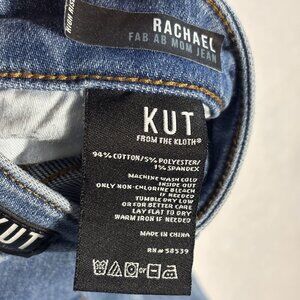 RACHAEL
FAB AB MOM JEAN
KUT
FROM THE KLOTH®
94% COTTON/5% POLYESTER/
1% SPANDEX
MACHINE WASH COLD
INSIDE OUT
ONLY NON-CHLORINE BLEACH
IF NEEDED
TUMBLE DRY LOW
OR FOR BETTER CARE
LAY FLAT TO DRY
WARM IRON IF NEEDED
MADE IN CHINA
RN# 58539
OR
KUT